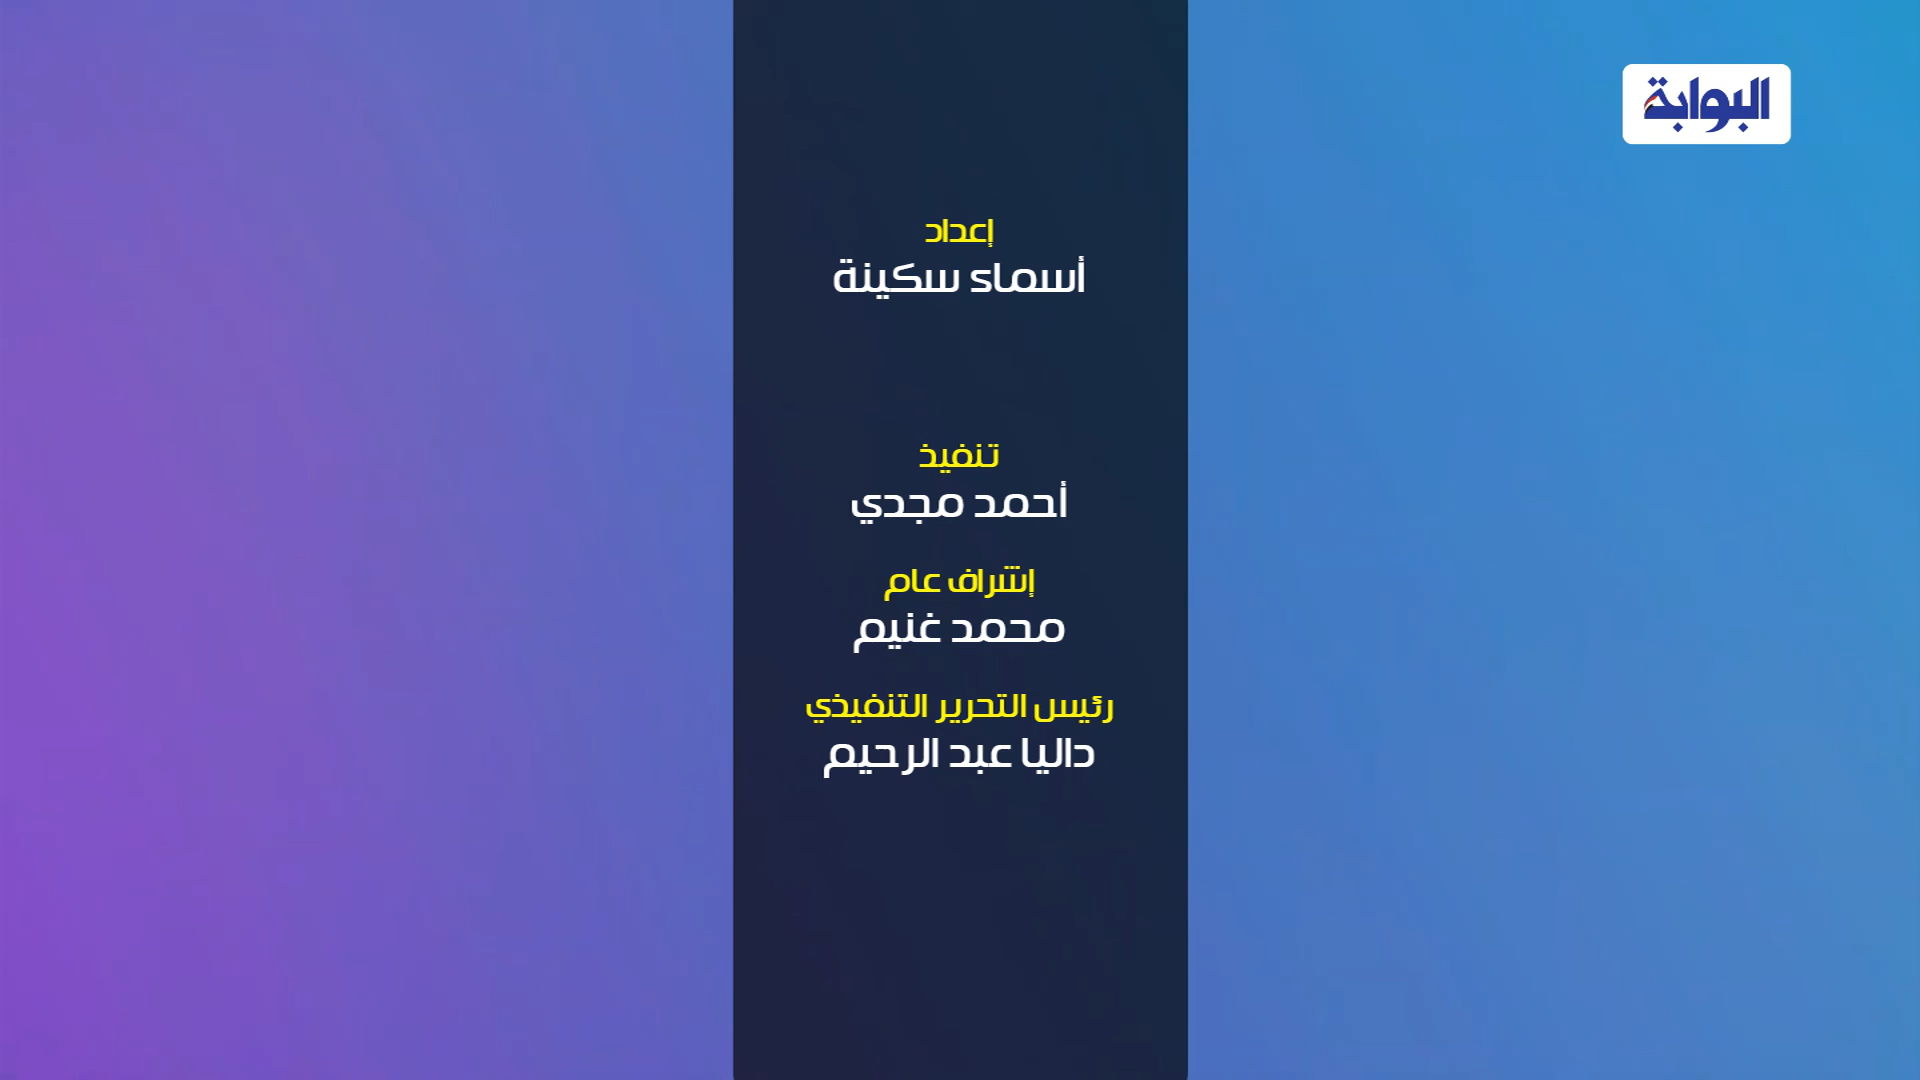 البوابة
إعداد
أسماء سكينة
تنفيذ
أحمد مجدي
إشراف عام
محمد غنيم
رئيس التحرير التنفيذي
داليا عبد الرحيم